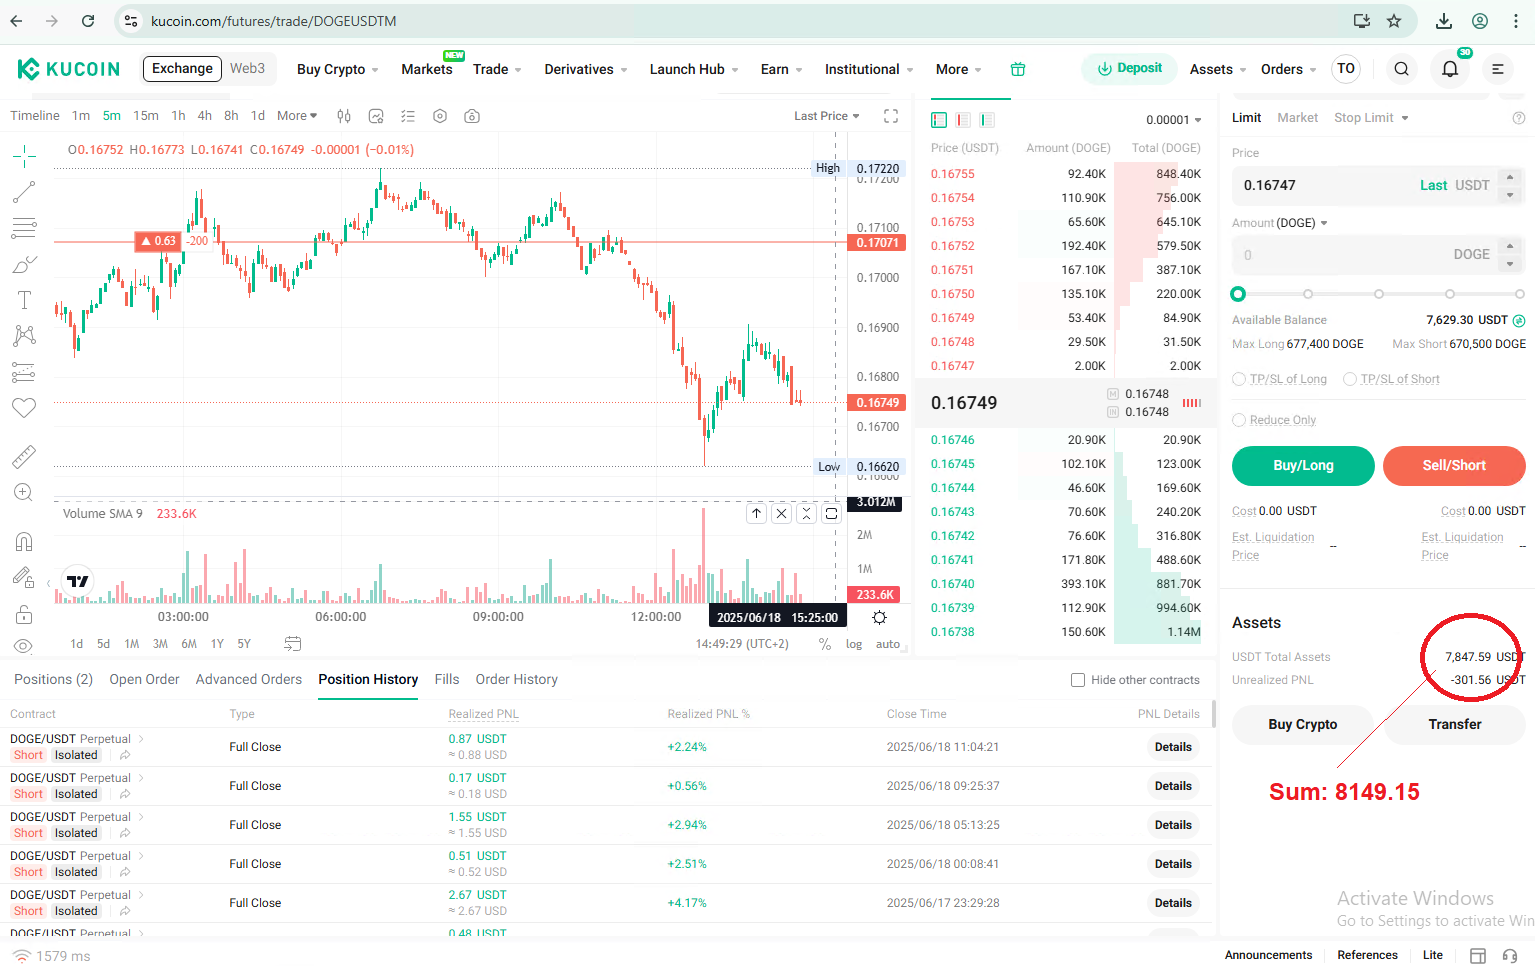 kucoin.com/futures/trade/DOGEUSDTM
KUCOIN Exchange Web3 Buy Crypto Markets NEW Trade Derivatives Launch Hub Earn Institutional More Deposit Assets Orders TO 30
Timeline 1m 5m 15m 1h 4h 8h 1d More Last Price
O0.16752 H0.16773 L0.16741 C0.16749 -0.00001 (-0.01%)
High 0.17220
0.17200
0.17100
0.63 -200
0.17071
0.17000
0.16900
0.16800
0.16749
0.16700
Low 0.16620
0.16600
3.012M
Volume SMA 9 233.6K
2M
1M
233.6K
03:00:00 06:00:00 09:00:00 12:00:00 2025/06/18 15:25:00
1d 5d 1M 3M 6M 1Y 5Y 14:49:29 (UTC+2) % log auto
0.00001
Price (USDT) Amount (DOGE) Total (DOGE)
0.16755 92.40K 848.40K
0.16754 110.90K 756.00K
0.16753 65.60K 645.10K
0.16752 192.40K 579.50K
0.16751 167.10K 387.10K
0.16750 135.10K 220.00K
0.16749 53.40K 84.90K
0.16748 29.50K 31.50K
0.16747 2.00K 2.00K
0.16749 M 0.16748
IN 0.16748
0.16746 20.90K 20.90K
0.16745 102.10K 123.00K
0.16744 46.60K 169.60K
0.16743 70.60K 240.20K
0.16742 76.60K 316.80K
0.16741 171.80K 488.60K
0.16740 393.10K 881.70K
0.16739 112.90K 994.60K
0.16738 150.60K 1.14M
Limit Market Stop Limit
Price
0.16747 Last USDT
Amount (DOGE)
0 DOGE
Available Balance 7,629.30 USDT
Max Long 677,400 DOGE Max Short 670,500 DOGE
TP/SL of Long TP/SL of Short
Reduce Only
Buy/Long Sell/Short
Cost 0.00 USDT Cost 0.00 USDT
Est. Liquidation Price -- Est. Liquidation Price --
Assets
USDT Total Assets 7,847.59 USDT
Unrealized PNL -301.56 USDT
Buy Crypto Transfer
Sum: 8149.15
Positions (2) Open Order Advanced Orders Position History Fills Order History Hide other contracts
Contract Type Realized PNL Realized PNL % Close Time PNL Details
DOGE/USDT Perpetual Full Close 0.87 USDT +2.24% 2025/06/18 11:04:21 Details
Short Isolated ≈ 0.88 USD
DOGE/USDT Perpetual Full Close 0.17 USDT +0.56% 2025/06/18 09:25:37 Details
Short Isolated ≈ 0.18 USD
DOGE/USDT Perpetual Full Close 1.55 USDT +2.94% 2025/06/18 05:13:25 Details
Short Isolated ≈ 1.55 USD
DOGE/USDT Perpetual Full Close 0.51 USDT +2.51% 2025/06/18 00:08:41 Details
Short Isolated ≈ 0.52 USD
DOGE/USDT Perpetual Full Close 2.67 USDT +4.17% 2025/06/17 23:29:28 Details
Short Isolated ≈ 2.67 USD
DOGE/USDT Perpetual 0.48 USDT
Activate Windows
Go to Settings to activate Win
1579 ms Announcements References Lite